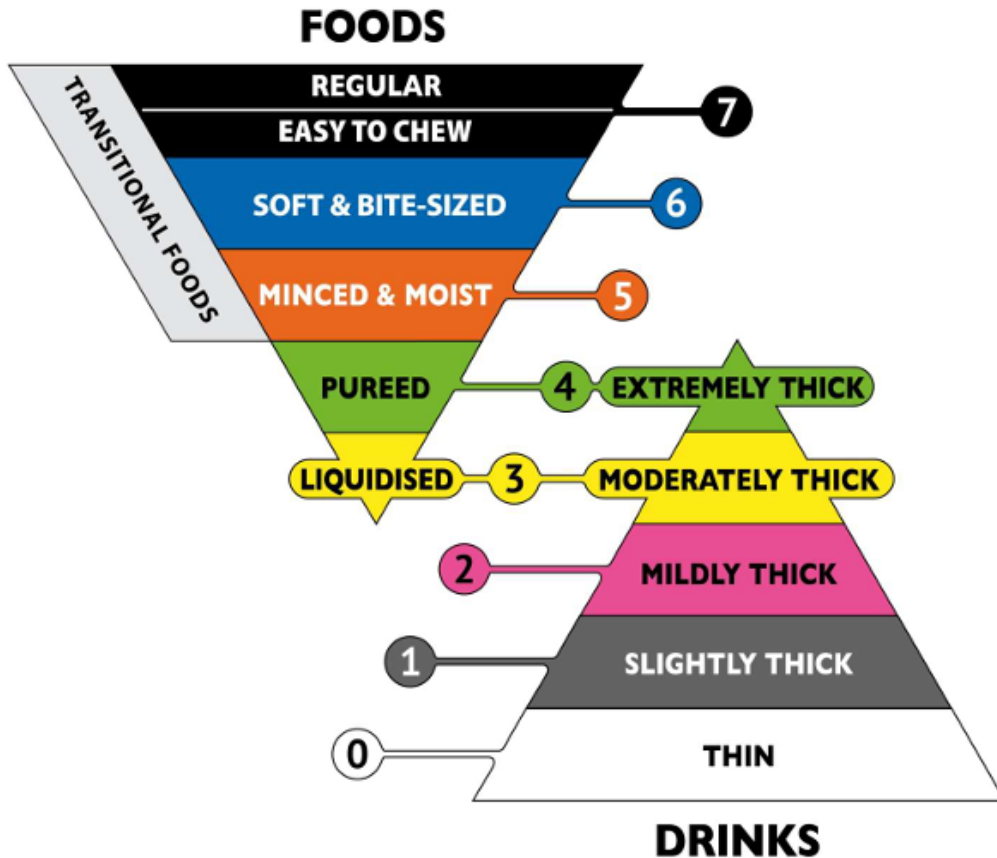 FOODS
REGULAR
EASY TO CHEW
7
TRANSITIONAL FOODS
SOFT & BITE-SIZED
6
MINCED & MOIST
5
PUREED
4
EXTREMELY THICK
LIQUIDISED
3
MODERATELY THICK
2
MILDLY THICK
1
SLIGHTLY THICK
0
THIN
DRINKS